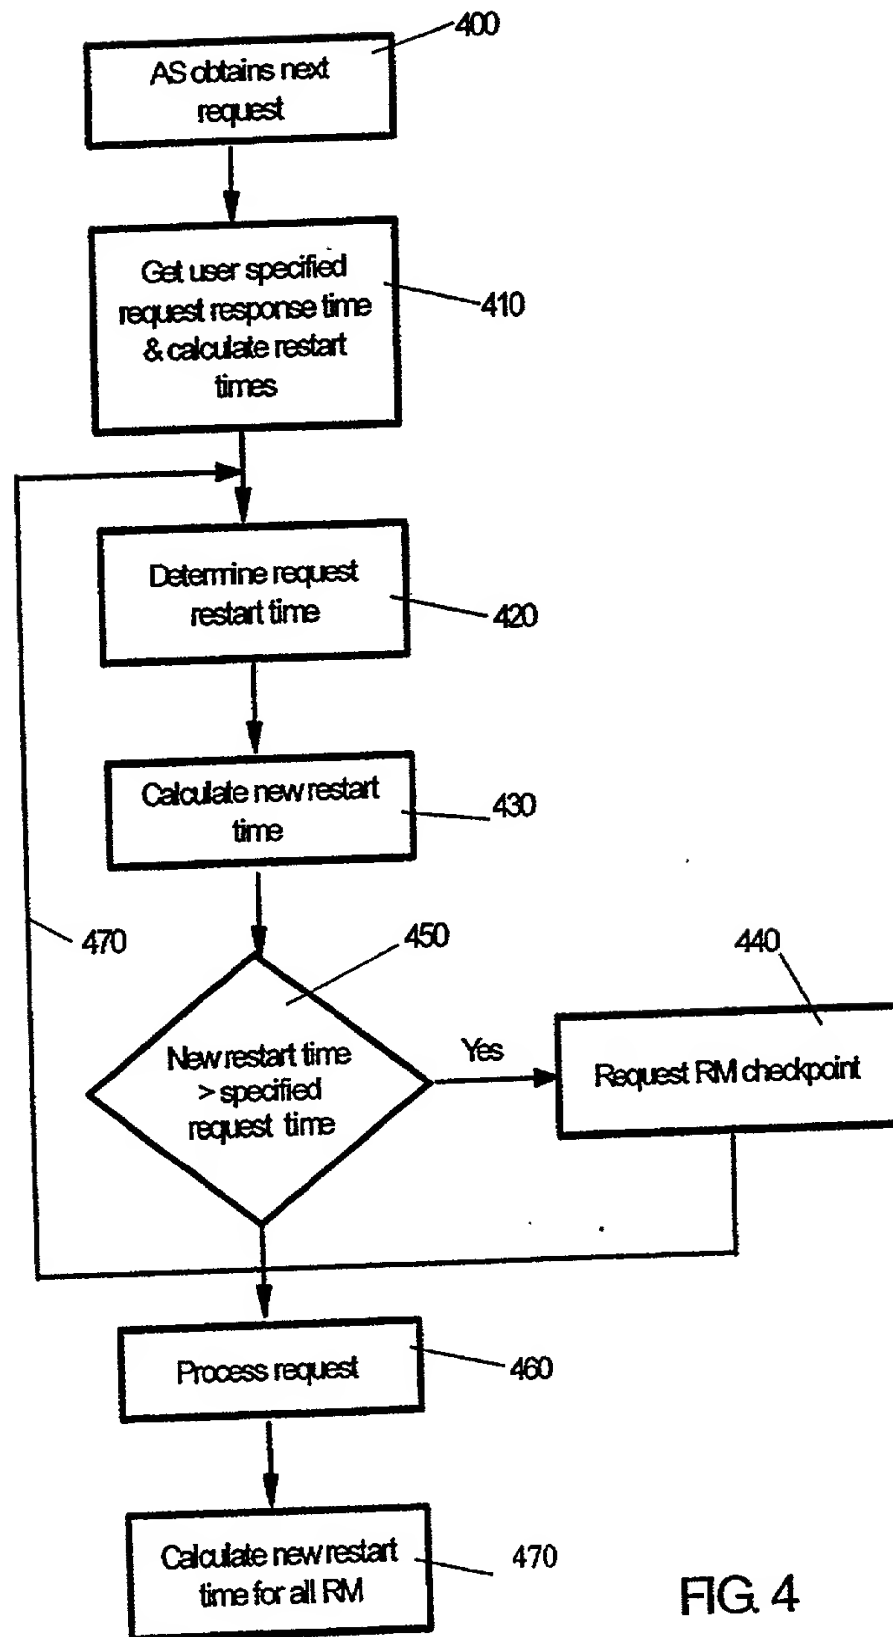 400
AS obtains next
request
Get user specified
request response time
& calculate restart
times
410
Determine request
restart time
420
Calculate new restart
time
430
470
450
440
New restart time
> specified
request time
Yes
Request RM checkpoint
Process request
460
Calculate new restart
time for all RM
470
FIG. 4